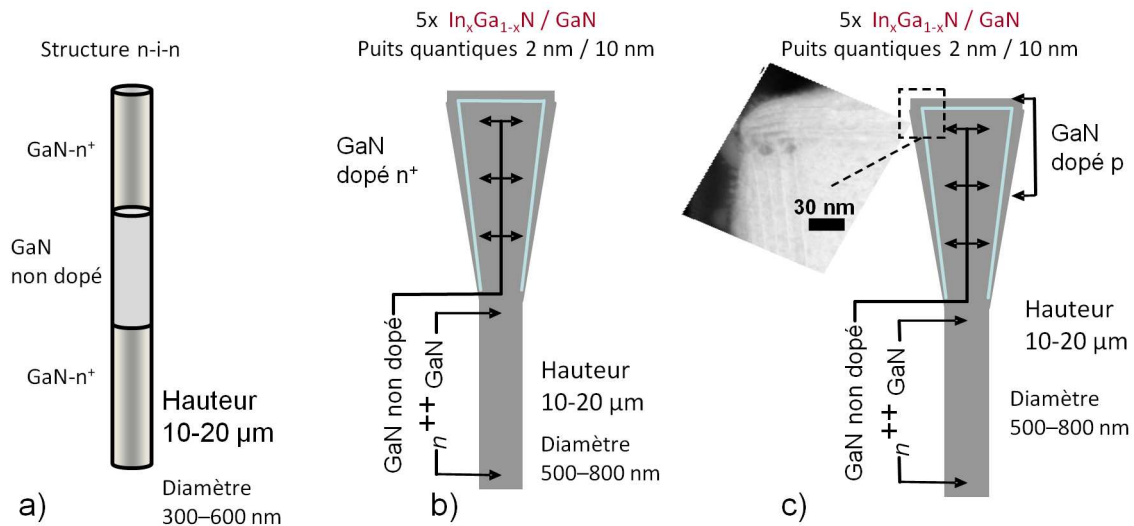 a)
Structure n-i-n
GaN-n⁺
GaN
non dopé
GaN-n⁺
Hauteur
10-20 µm
Diamètre
300–600 nm
b)
5x InₓGa₁₋ₓN / GaN
Puits quantiques 2 nm / 10 nm
GaN
dopé n⁺
GaN non dopé
n⁺⁺ GaN
Hauteur
10-20 µm
Diamètre
500–800 nm
c)
5x InₓGa₁₋ₓN / GaN
Puits quantiques 2 nm / 10 nm
30 nm
GaN
dopé p
GaN non dopé
n⁺⁺ GaN
Hauteur
10-20 µm
Diamètre
500–800 nm